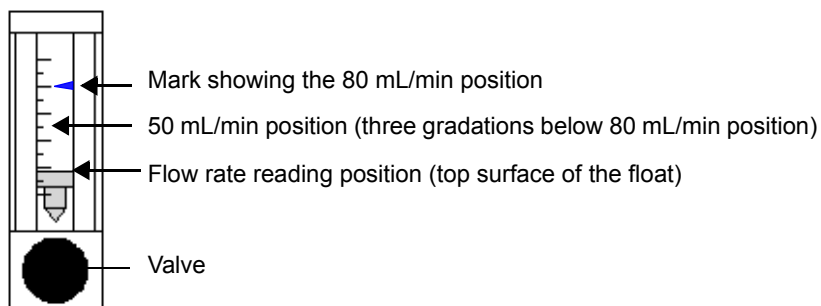 Mark showing the 80 mL/min position
50 mL/min position (three gradations below 80 mL/min position)
Flow rate reading position (top surface of the float)
Valve